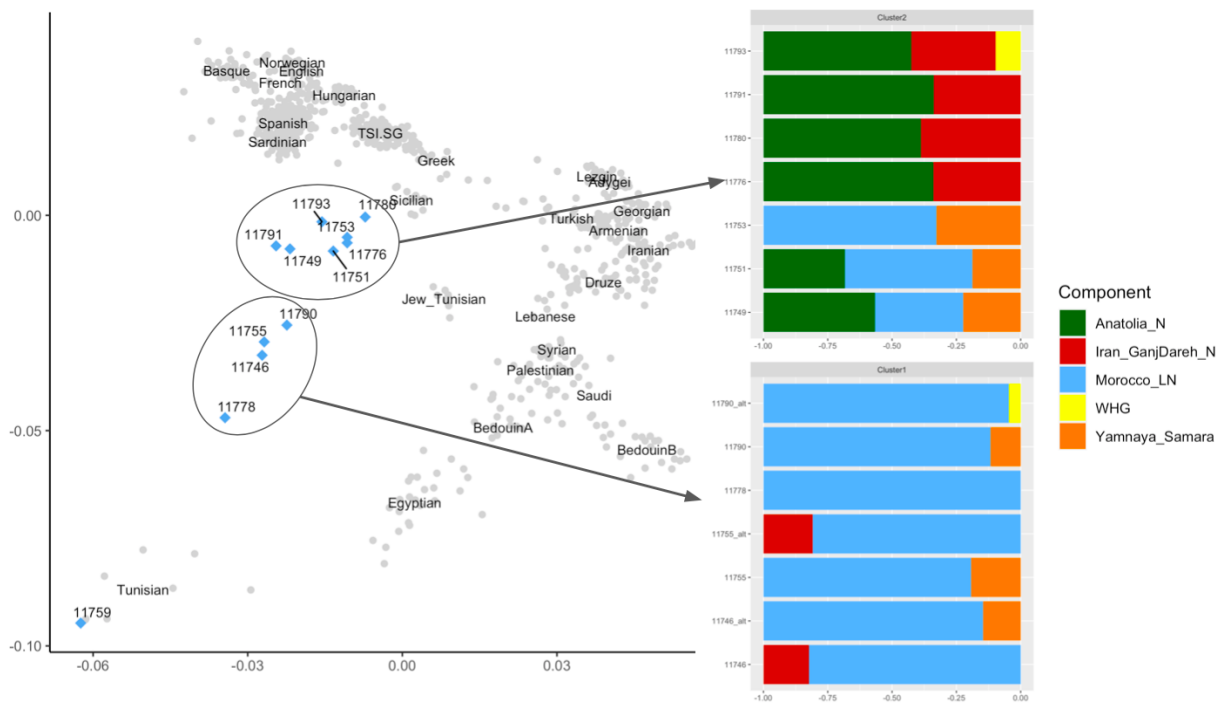 0.00
-0.05
-0.10
-0.06
-0.03
0.00
0.03
Basque
Norwegian
English
French
Hungarian
Spanish
Sardinian
TSI.SG
Greek
Sicilian
Lezgin
Adygei
Turkish
Georgian
Armenian
Iranian
Druze
Jew_Tunisian
Lebanese
Syrian
Palestinian
Saudi
BedouinA
BedouinB
Egyptian
Tunisian
11793
11780
11753
11791
11749
11776
11751
11790
11755
11746
11778
11759
Cluster2
11793
11791
11780
11776
11753
11751
11749
-1.00
-0.75
-0.50
-0.25
0.00
Cluster1
11790_alt
11790
11778
11755_alt
11755
11746_alt
11746
-1.00
-0.75
-0.50
-0.25
0.00
Component
Anatolia_N
Iran_GanjDareh_N
Morocco_LN
WHG
Yamnaya_Samara